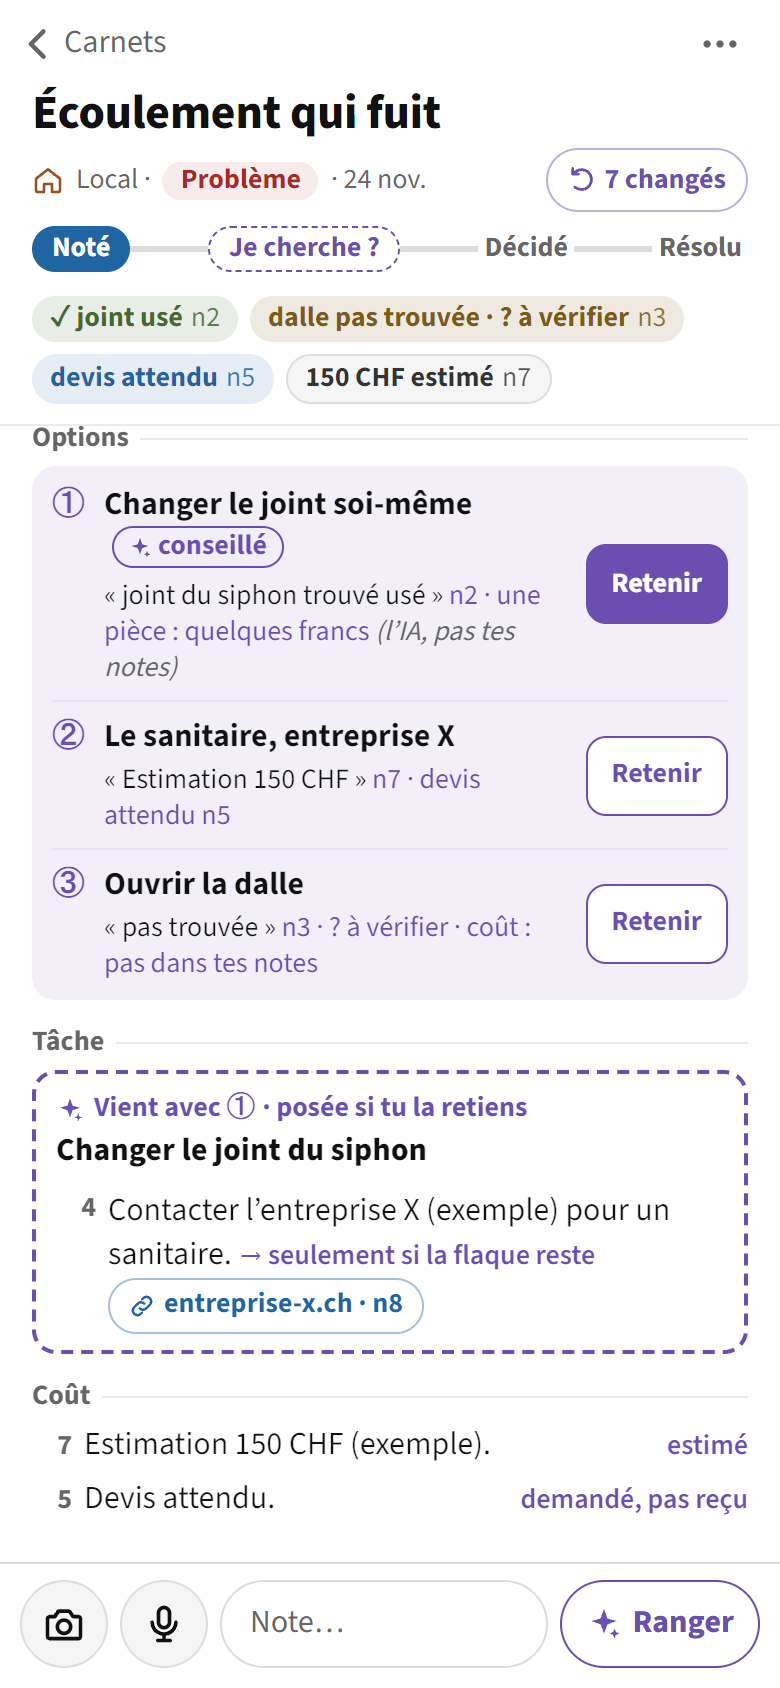 Carnets
Écoulement qui fuit
Local · Problème · 24 nov.
7 changés
Noté
Je cherche ?
Décidé
Résolu
✓ joint usé n2
dalle pas trouvée · ? à vérifier n3
devis attendu n5
150 CHF estimé n7
Options
① Changer le joint soi-même
conseillé
« joint du siphon trouvé usé » n2 · une
pièce : quelques francs (l’IA, pas tes
notes)
Retenir
② Le sanitaire, entreprise X
« Estimation 150 CHF » n7 · devis
attendu n5
Retenir
③ Ouvrir la dalle
« pas trouvée » n3 · ? à vérifier · coût :
pas dans tes notes
Retenir
Tâche
Vient avec ① · posée si tu la retiens
Changer le joint du siphon
4 Contacter l’entreprise X (exemple) pour un
sanitaire. → seulement si la flaque reste
entreprise-x.ch · n8
Coût
7 Estimation 150 CHF (exemple). estimé
5 Devis attendu. demandé, pas reçu
Note…
Ranger